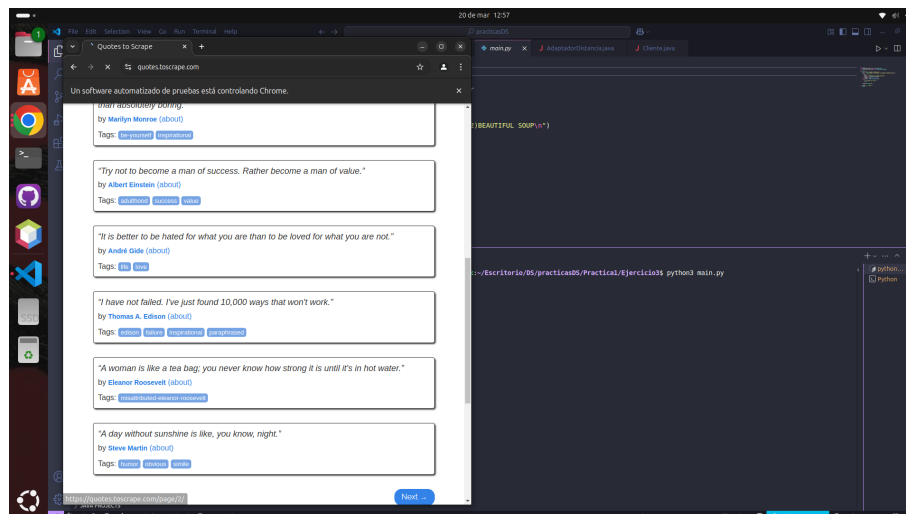 20 de mar 12:57
File Edit Selection View Go Run Terminal Help
practicasDS
1
Quotes to Scrape
main.py
AdaptadorDistancia.java
Cliente.java
quotes.toscrape.com
Un software automatizado de pruebas está controlando Chrome.
than absolutely boring."
by Marilyn Monroe (about)
Tags: be-yourself inspirational
)BEAUTIFUL SOUP\n")
“Try not to become a man of success. Rather become a man of value.”
by Albert Einstein (about)
Tags: adulthood success value
“It is better to be hated for what you are than to be loved for what you are not.”
by André Gide (about)
Tags: life love
:~/Escritorio/DS/practicasDS/Practica1/Ejercicio3$ python3 main.py
python...
Python
“I have not failed. I've just found 10,000 ways that won't work.”
by Thomas A. Edison (about)
Tags: edison failure inspirational paraphrased
SSD
“A woman is like a tea bag; you never know how strong it is until it's in hot water.”
by Eleanor Roosevelt (about)
Tags: misattributed-eleanor-roosevelt
“A day without sunshine is like, you know, night.”
by Steve Martin (about)
Tags: humor obvious simile
Next →
https://quotes.toscrape.com/page/2/
JAVA PROJECTS